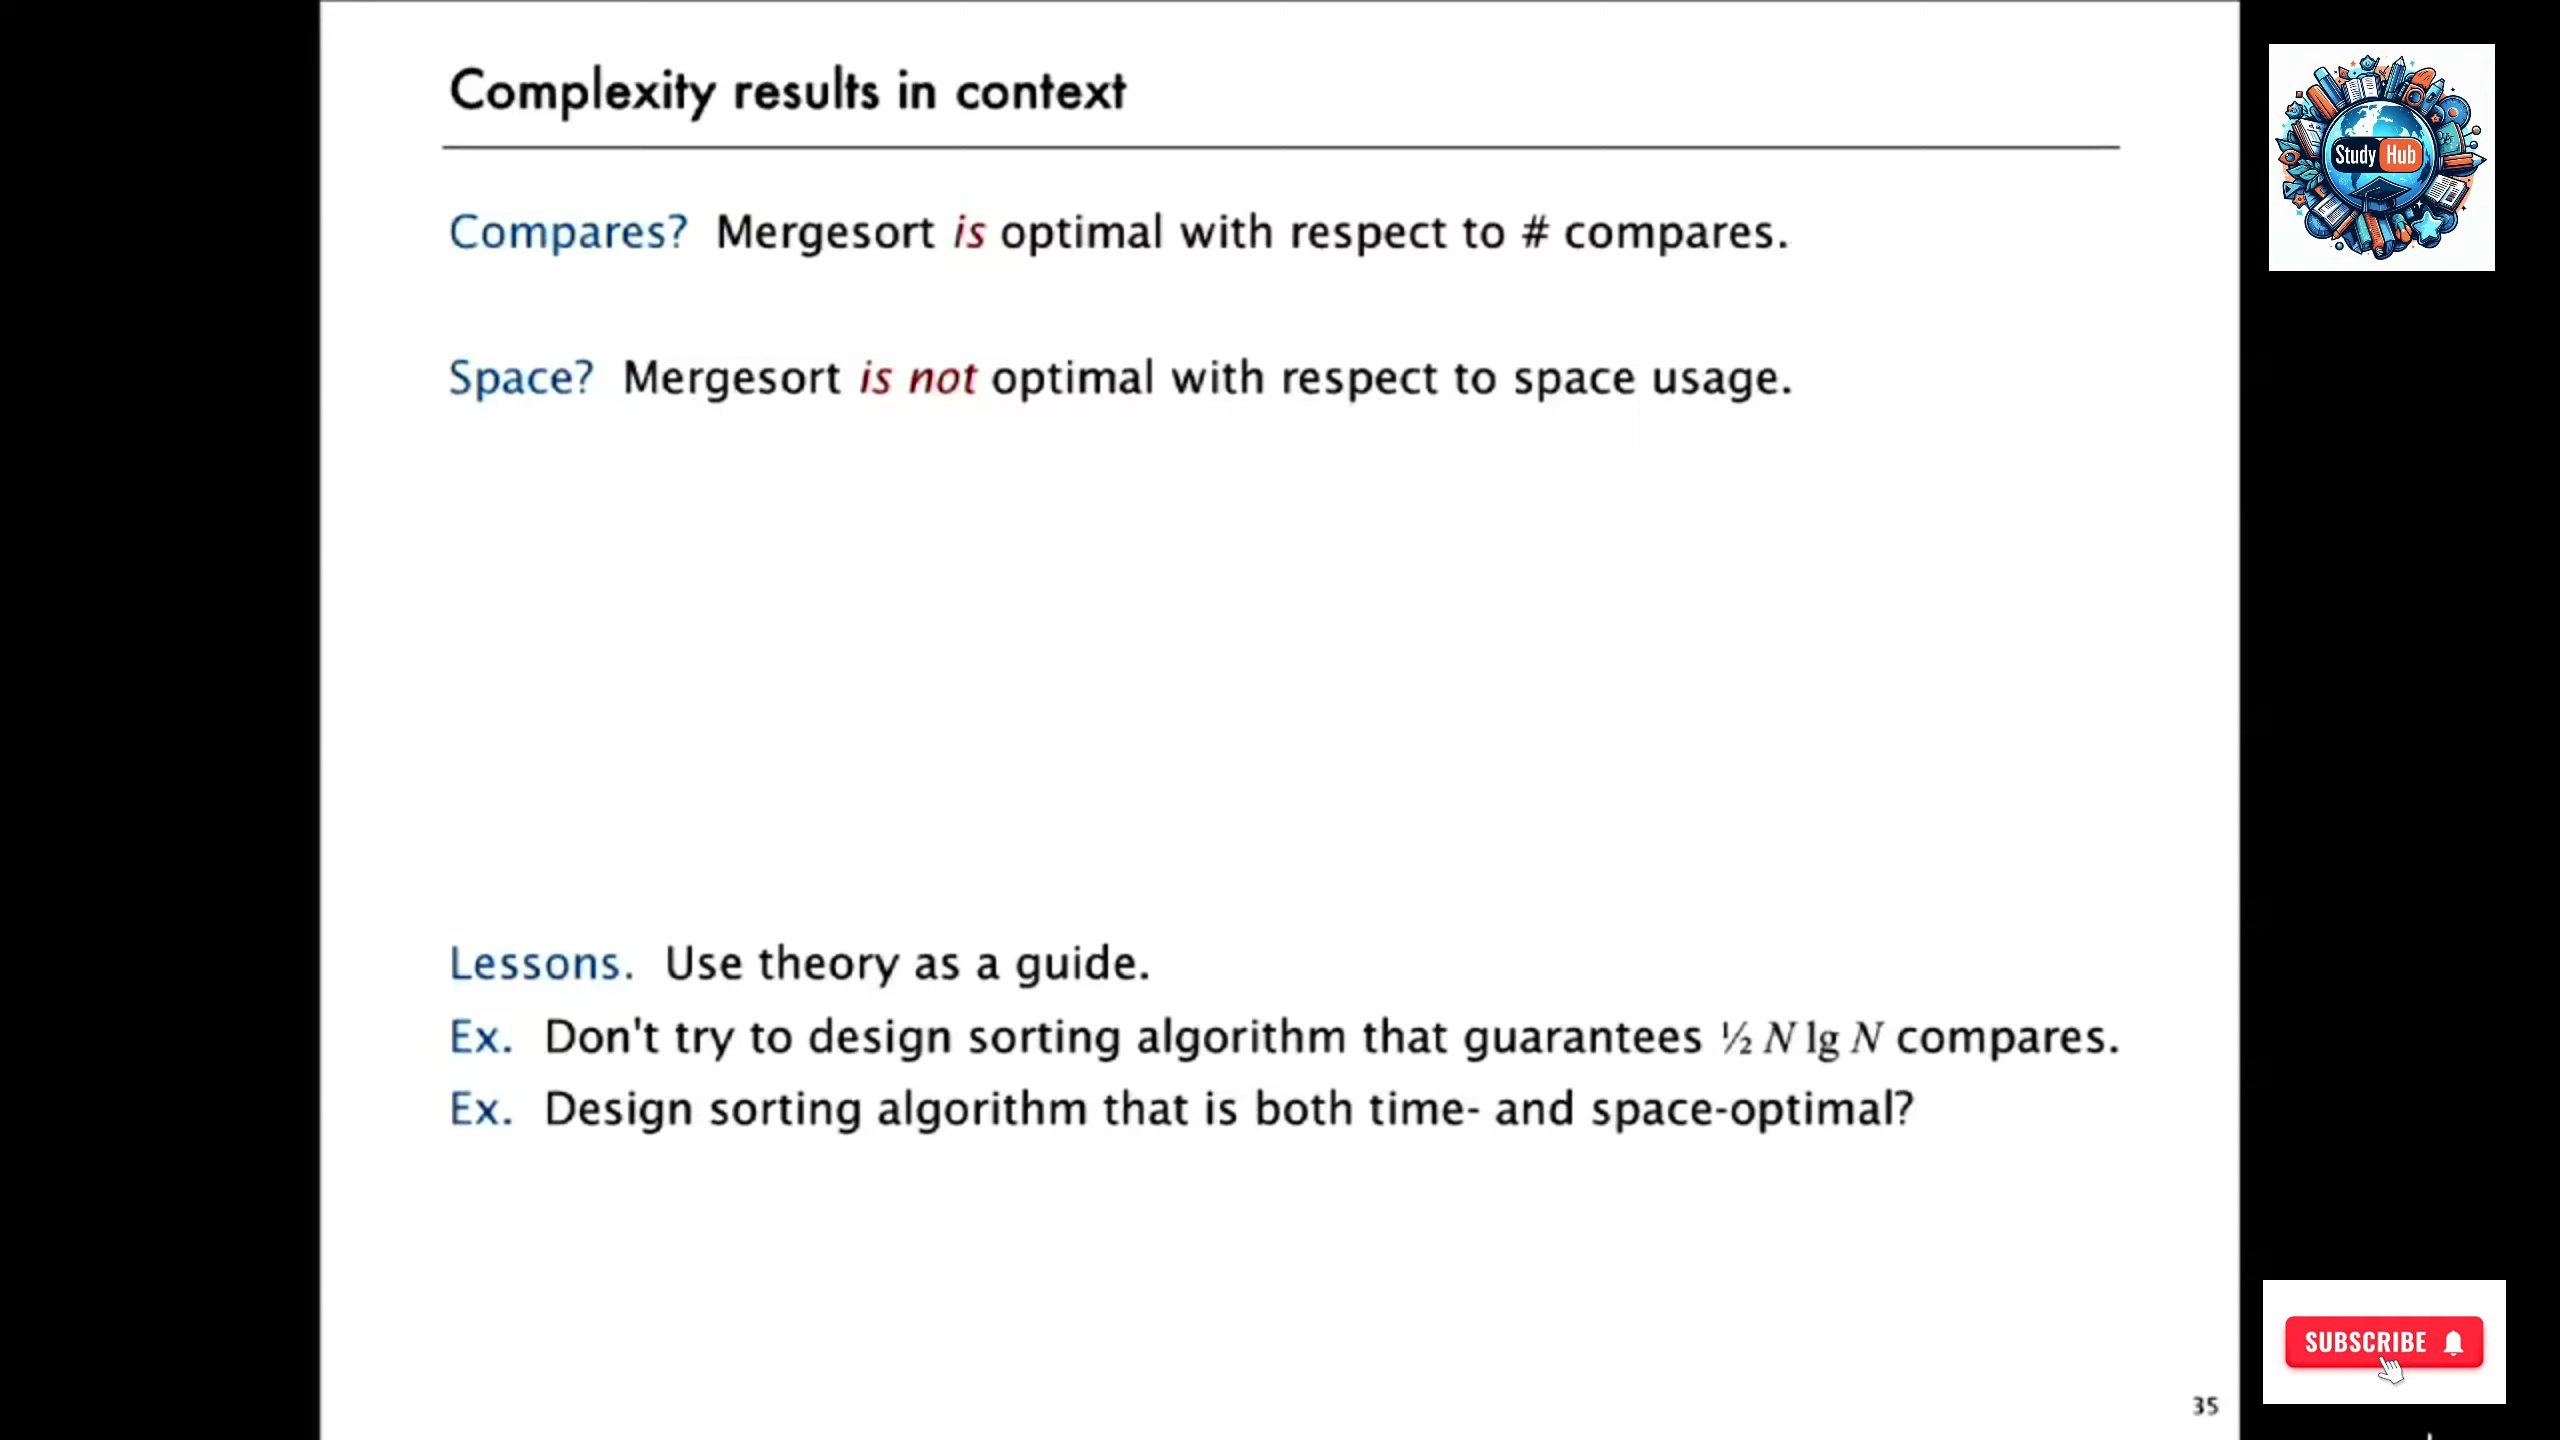 Complexity results in context
Compares? Mergesort is optimal with respect to # compares.
Space? Mergesort is not optimal with respect to space usage.
Lessons. Use theory as a guide.
Ex. Don't try to design sorting algorithm that guarantees ½ N lg N compares.
Ex. Design sorting algorithm that is both time- and space-optimal?
35
Study Hub
SUBSCRIBE